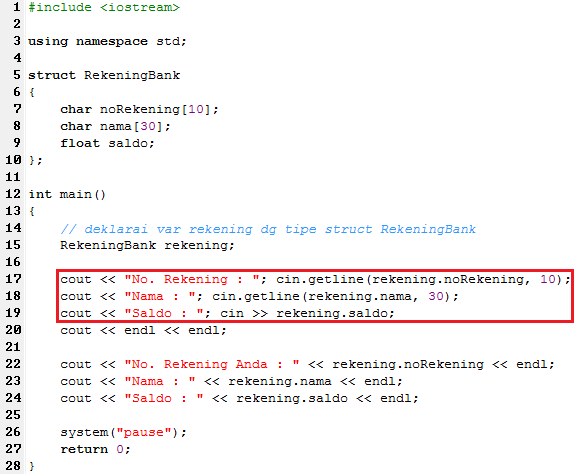 1 #include <iostream>
2
3 using namespace std;
4
5 struct RekeningBank
6 {
7     char noRekening[10];
8     char nama[30];
9     float saldo;
10 };
11
12 int main()
13 {
14     // deklarai var rekening dg tipe struct RekeningBank
15     RekeningBank rekening;
16
17     cout << "No. Rekening : "; cin.getline(rekening.noRekening, 10);
18     cout << "Nama : "; cin.getline(rekening.nama, 30);
19     cout << "Saldo : "; cin >> rekening.saldo;
20     cout << endl << endl;
21
22     cout << "No. Rekening Anda : " << rekening.noRekening << endl;
23     cout << "Nama : " << rekening.nama << endl;
24     cout << "Saldo : " << rekening.saldo << endl;
25
26     system("pause");
27     return 0;
28 }